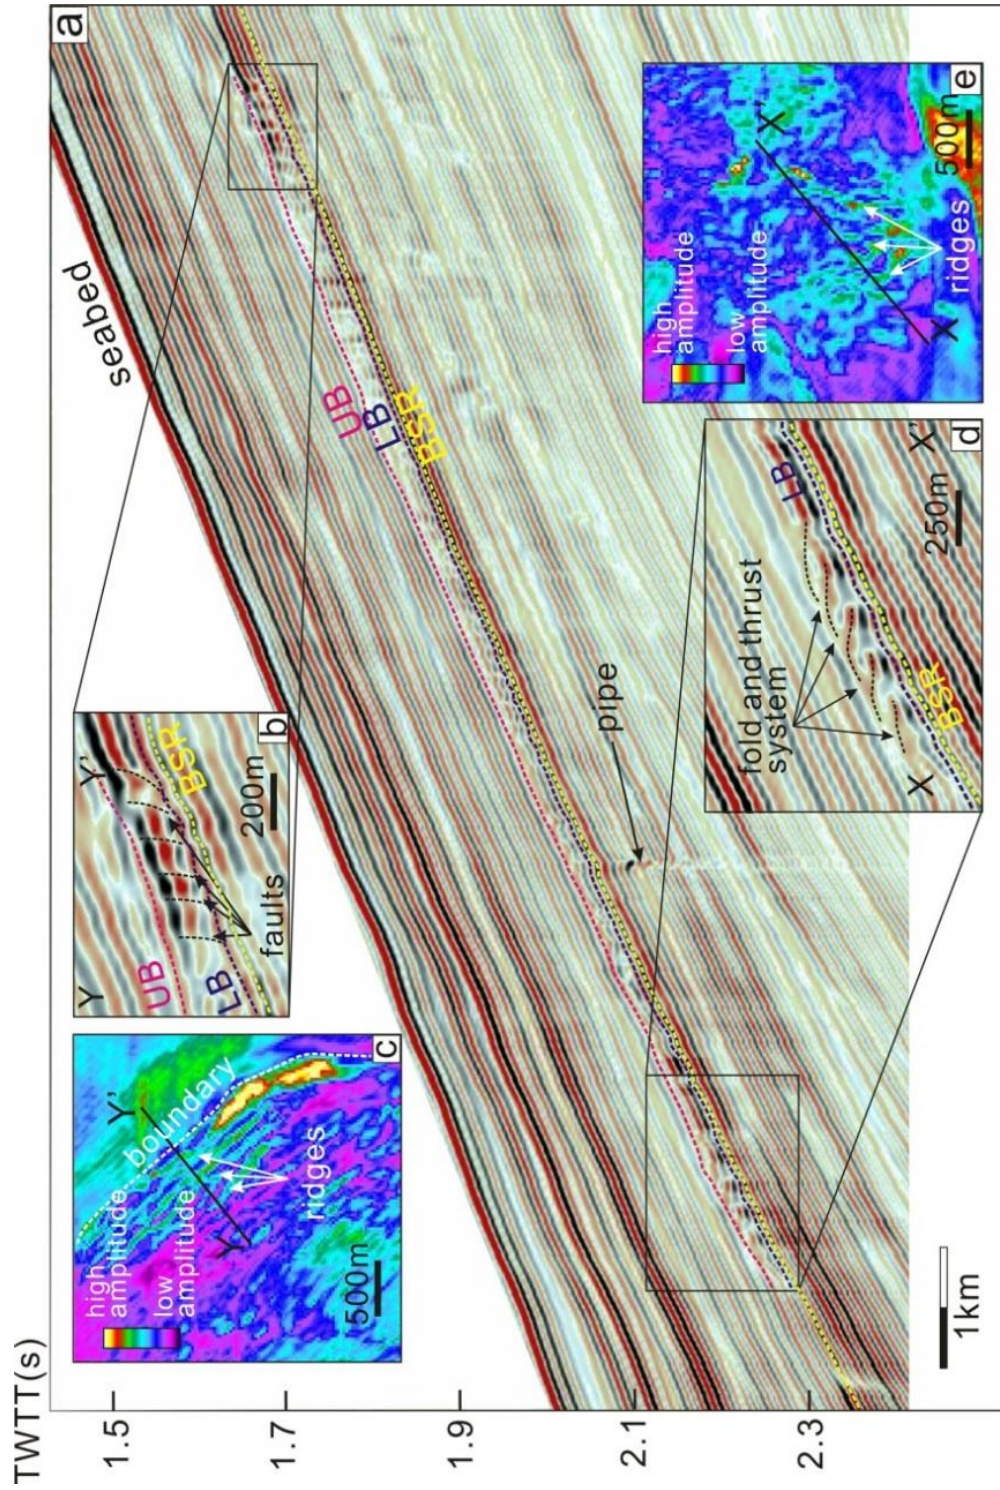 TWTT(s)
1.5
1.7
1.9
2.1
2.3
a
seabed
UB
LB
BSR
pipe
1km
b
Y
Y'
UB
LB
BSR
faults
200m
c
high
amplitude
low
amplitude
boundary
Y
Y'
ridges
500m
d
fold and thrust
system
LB
BSR
X
X'
250m
e
high
amplitude
low
amplitude
X
X'
ridges
500m